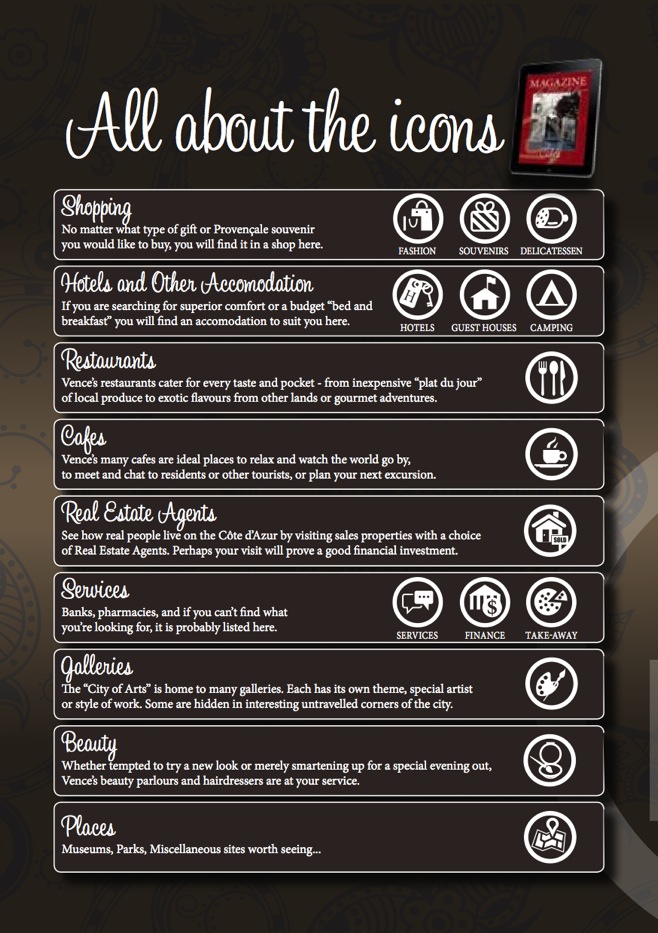 All about the icons
MAGAZINE
Shopping
No matter what type of gift or Provençale souvenir
you would like to buy, you will find it in a shop here.
FASHION
SOUVENIRS
DELICATESSEN
Hotels and Other Accomodation
If you are searching for superior comfort or a budget “bed and
breakfast” you will find an accomodation to suit you here.
H
HOTELS
GUEST HOUSES
CAMPING
Restaurants
Vence’s restaurants cater for every taste and pocket - from inexpensive “plat du jour”
of local produce to exotic flavours from other lands or gourmet adventures.
Cafes
Vence’s many cafes are ideal places to relax and watch the world go by,
to meet and chat to residents or other tourists, or plan your next excursion.
Real Estate Agents
See how real people live on the Côte d’Azur by visiting sales properties with a choice
of Real Estate Agents. Perhaps your visit will prove a good financial investment.
SOLD
Services
Banks, pharmacies, and if you can’t find what
you’re looking for, it is probably listed here.
$
SERVICES
FINANCE
TAKE-AWAY
Galleries
The “City of Arts” is home to many galleries. Each has its own theme, special artist
or style of work. Some are hidden in interesting untravelled corners of the city.
Beauty
Whether tempted to try a new look or merely smartening up for a special evening out,
Vence’s beauty parlours and hairdressers are at your service.
Places
Museums, Parks, Miscellaneous sites worth seeing...